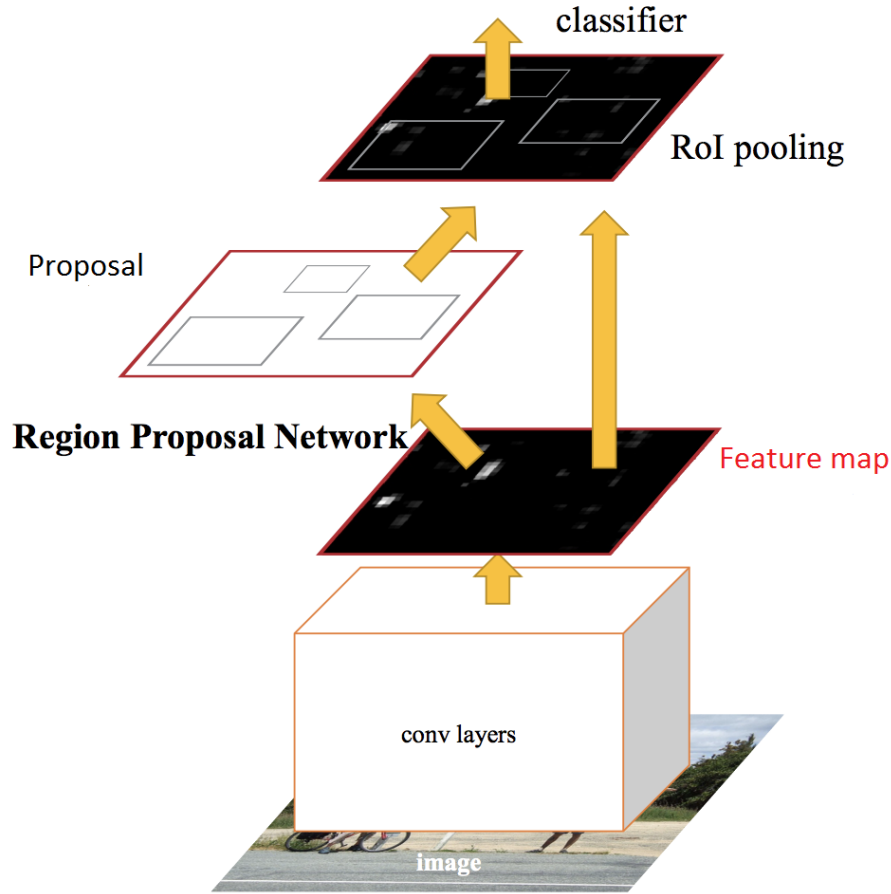 classifier
RoI pooling
Proposal
Region Proposal Network
Feature map
conv layers
image